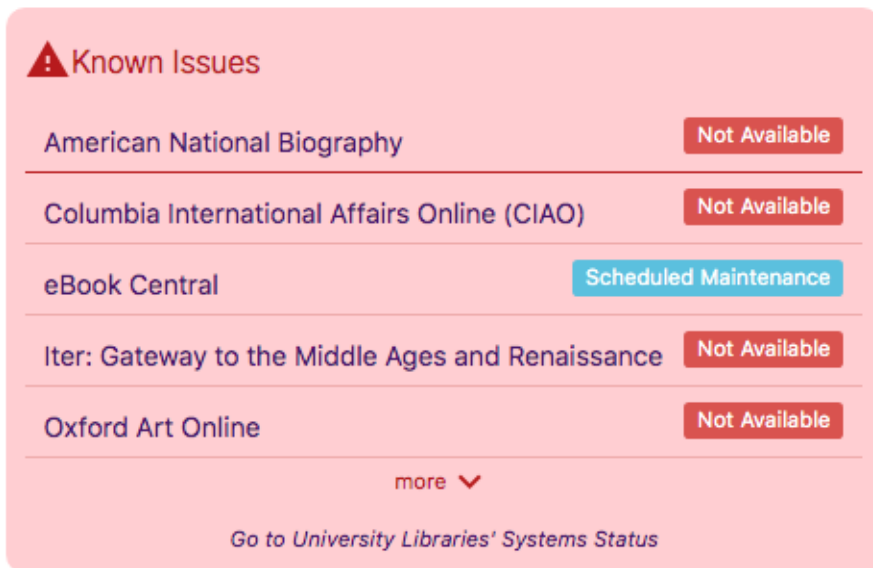 Known Issues
American National Biography Not Available
Columbia International Affairs Online (CIAO) Not Available
eBook Central Scheduled Maintenance
Iter: Gateway to the Middle Ages and Renaissance Not Available
Oxford Art Online Not Available
more
Go to University Libraries' Systems Status